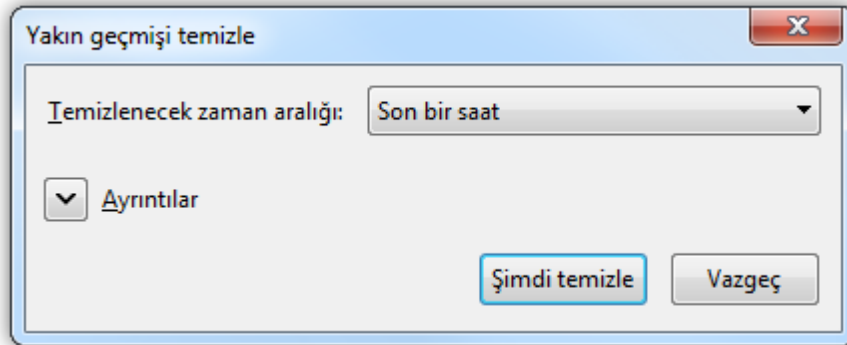 Yakın geçmişi temizle
Temizlenecek zaman aralığı: Son bir saat
Ayrıntılar
Şimdi temizle Vazgeç